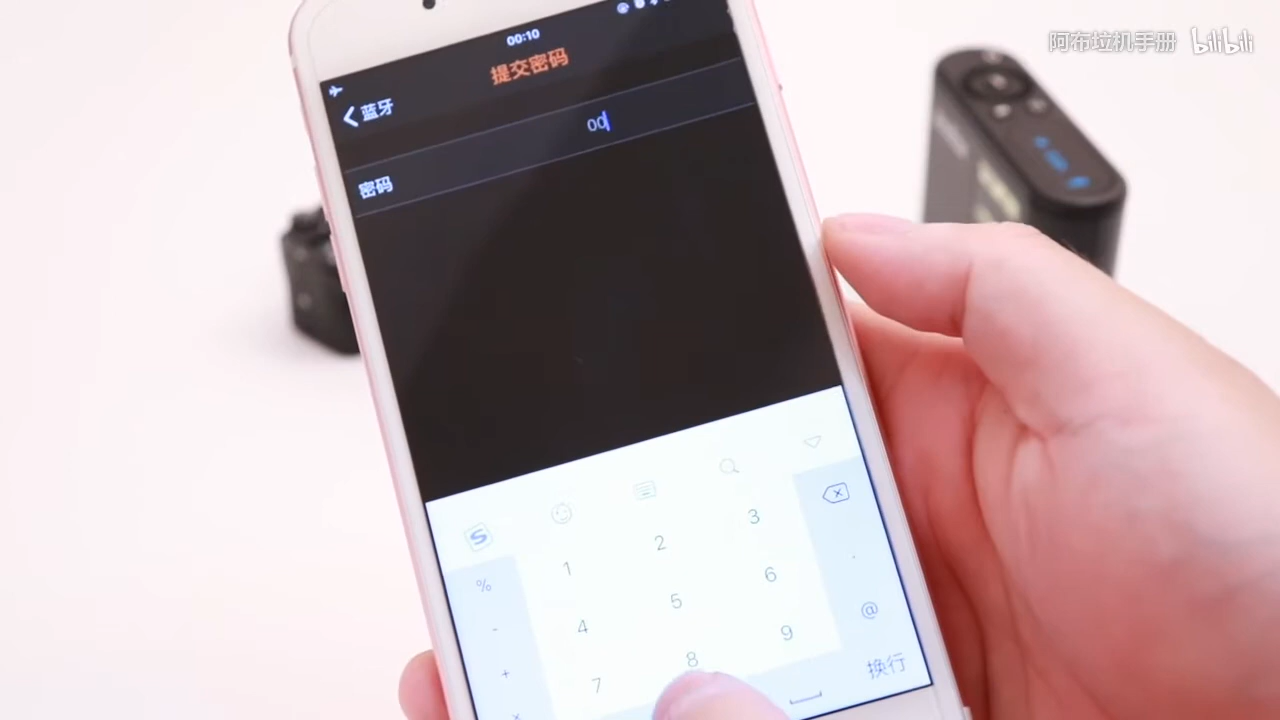 阿布垃机手册 bilibili
00:10
提交密码
蓝牙
00
密码
S
1 2 3
% 4 5 6 .
- 7 8 9 @
+ 换行
×